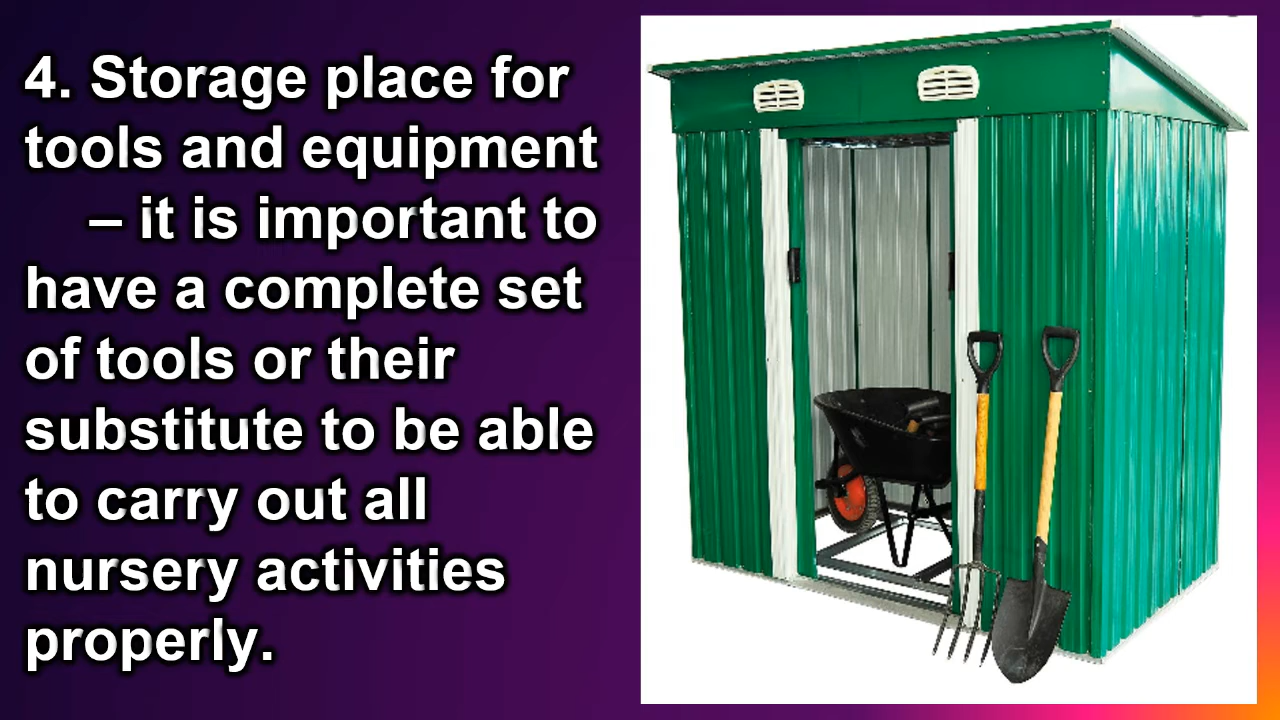 4. Storage place for
tools and equipment
– it is important to
have a complete set
of tools or their
substitute to be able
to carry out all
nursery activities
properly.